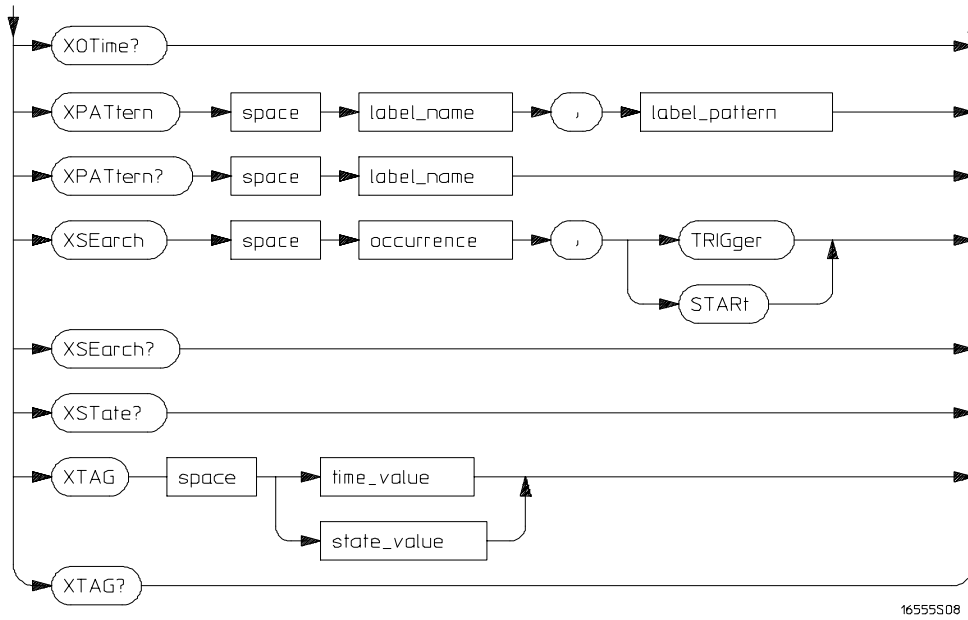 XOTime?
XPATtern space label_name , label_pattern
XPATtern? space label_name
XSEarch space occurrence , TRIGger
STARt
XSEarch?
XSTate?
XTAG space time_value
state_value
XTAG?
16555S08